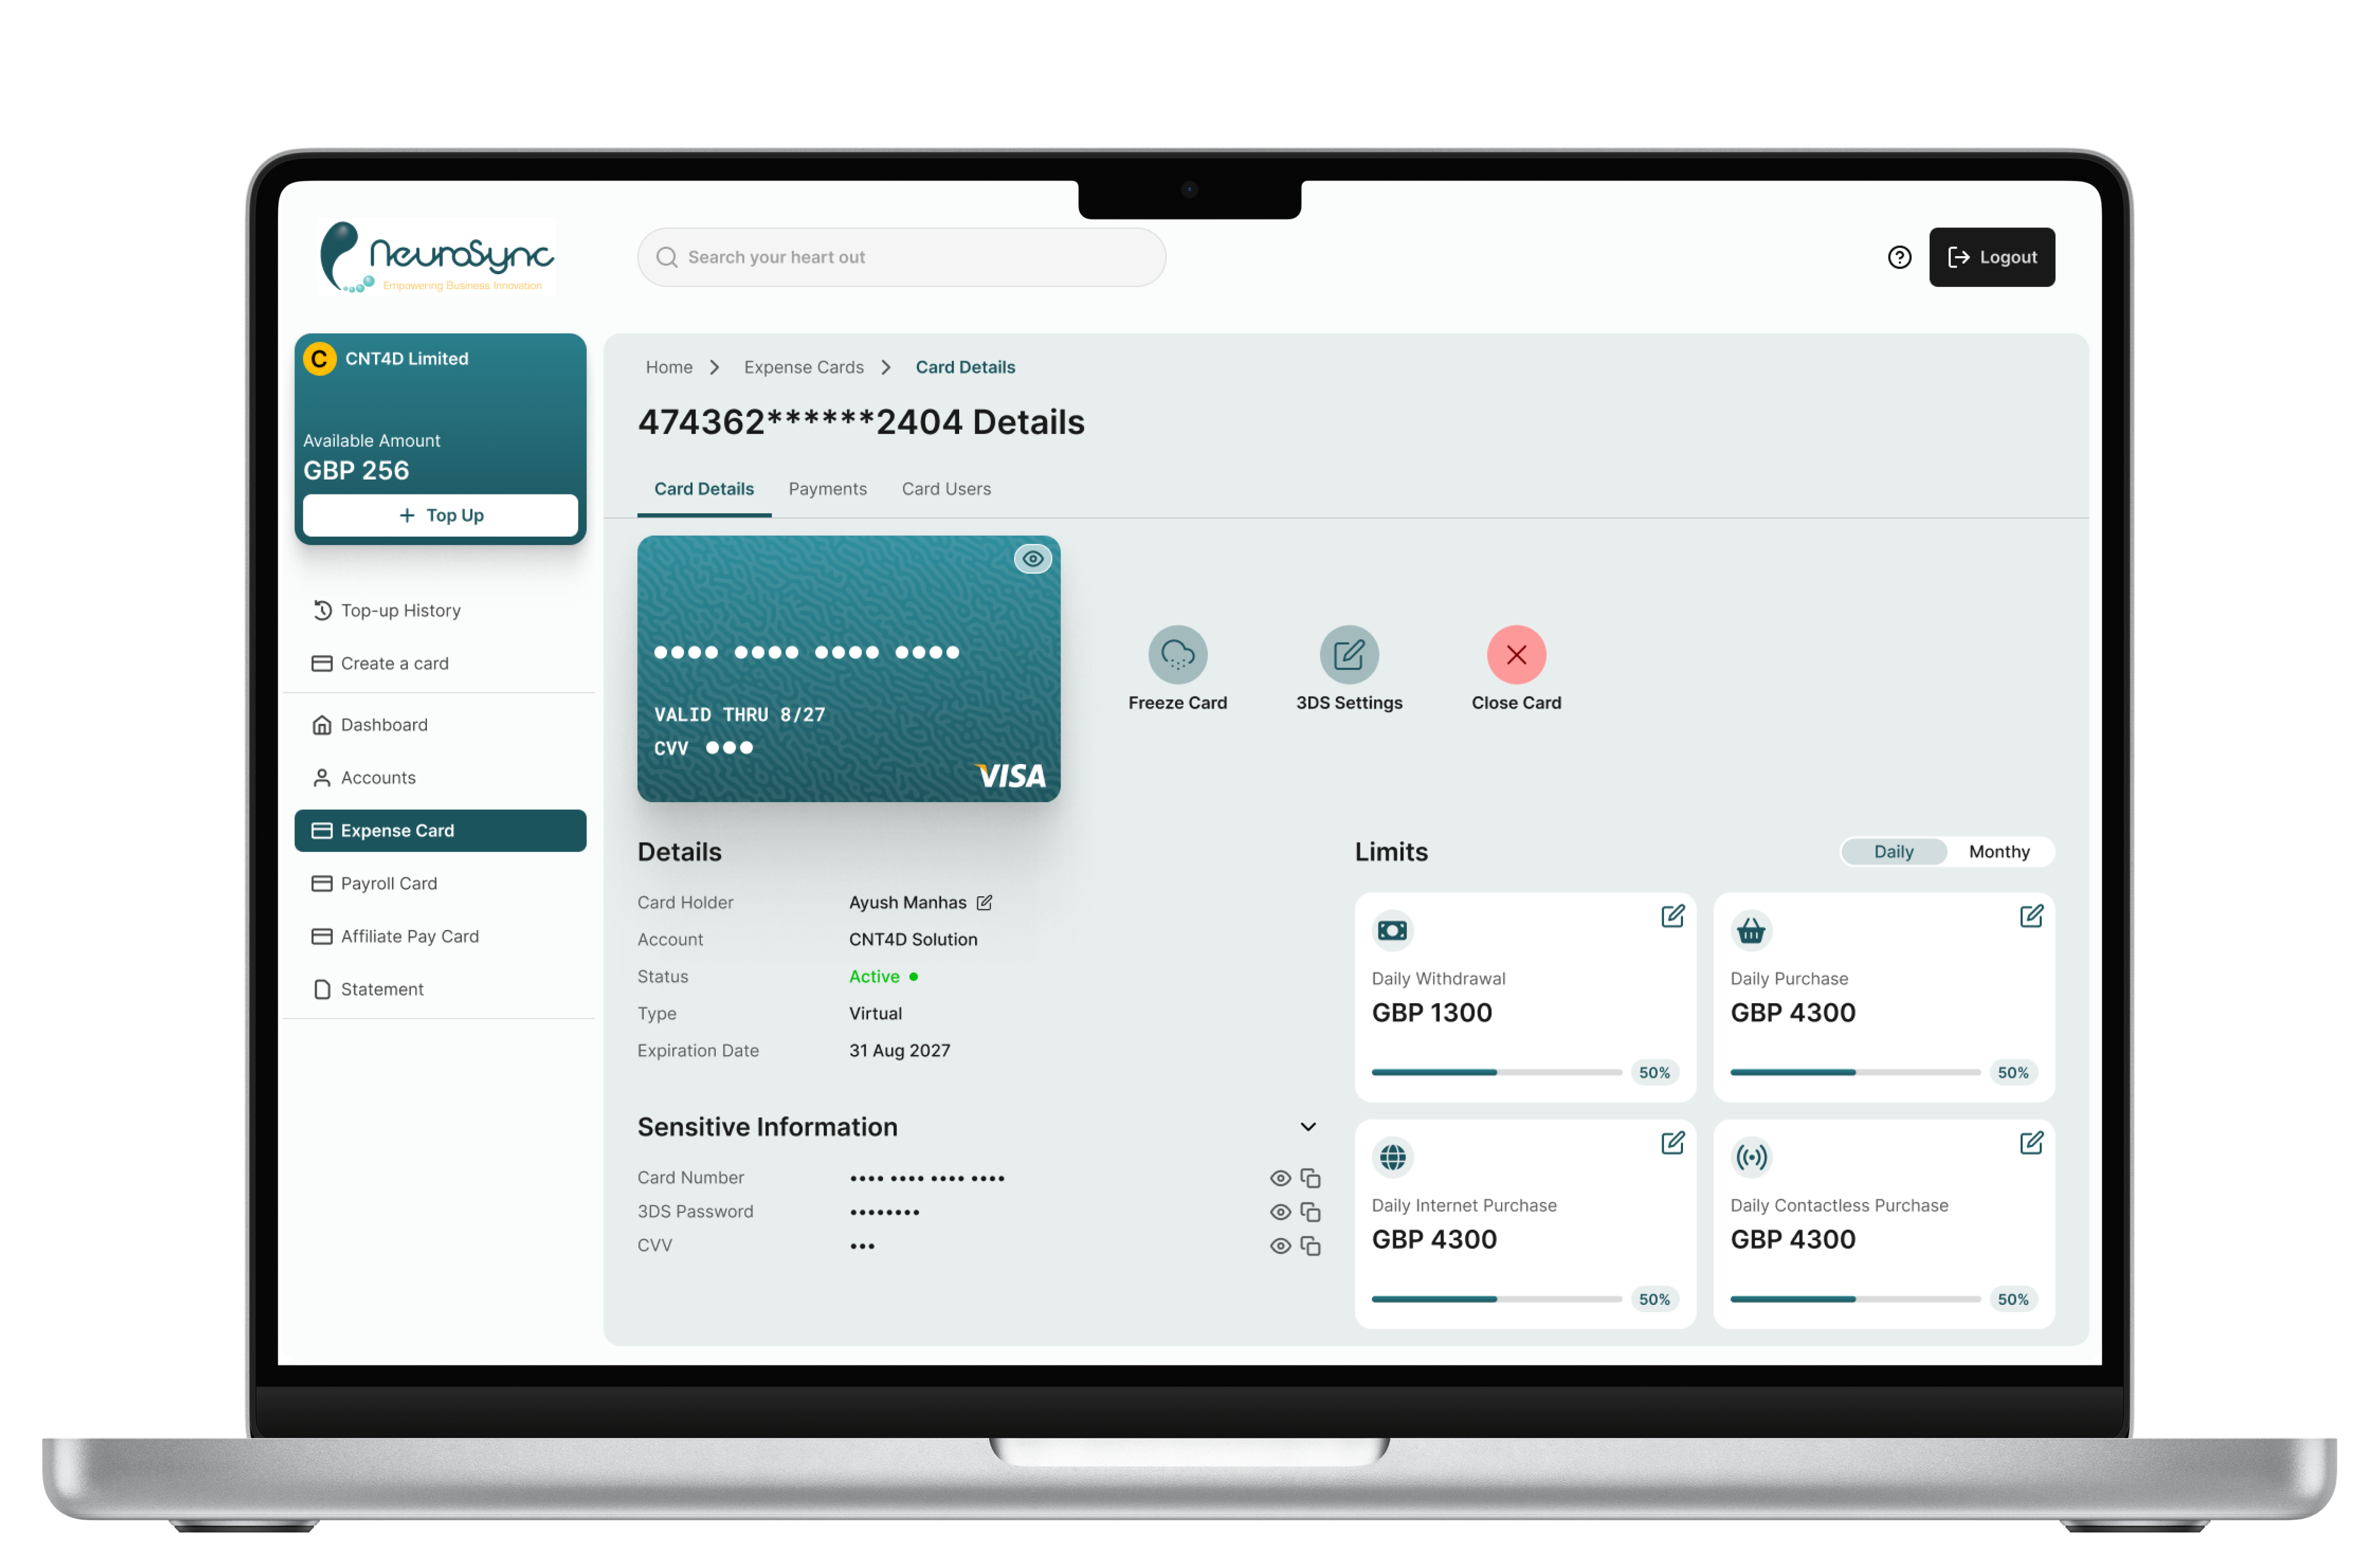 NeuroSync
Empowering Business Innovation
Search your heart out
Logout
C CNT4D Limited
Available Amount
GBP 256
+ Top Up
Top-up History
Create a card
Dashboard
Accounts
Expense Card
Payroll Card
Affiliate Pay Card
Statement
Home > Expense Cards > Card Details
474362******2404 Details
Card Details Payments Card Users
•••• •••• •••• ••••
VALID THRU 8/27
CVV •••
VISA
Freeze Card 3DS Settings Close Card
Details
Card Holder Ayush Manhas
Account CNT4D Solution
Status Active
Type Virtual
Expiration Date 31 Aug 2027
Sensitive Information
Card Number •••• •••• •••• ••••
3DS Password ••••••••
CVV •••
Limits
Daily Monthy
Daily Withdrawal
GBP 1300
50%
Daily Purchase
GBP 4300
50%
Daily Internet Purchase
GBP 4300
50%
Daily Contactless Purchase
GBP 4300
50%